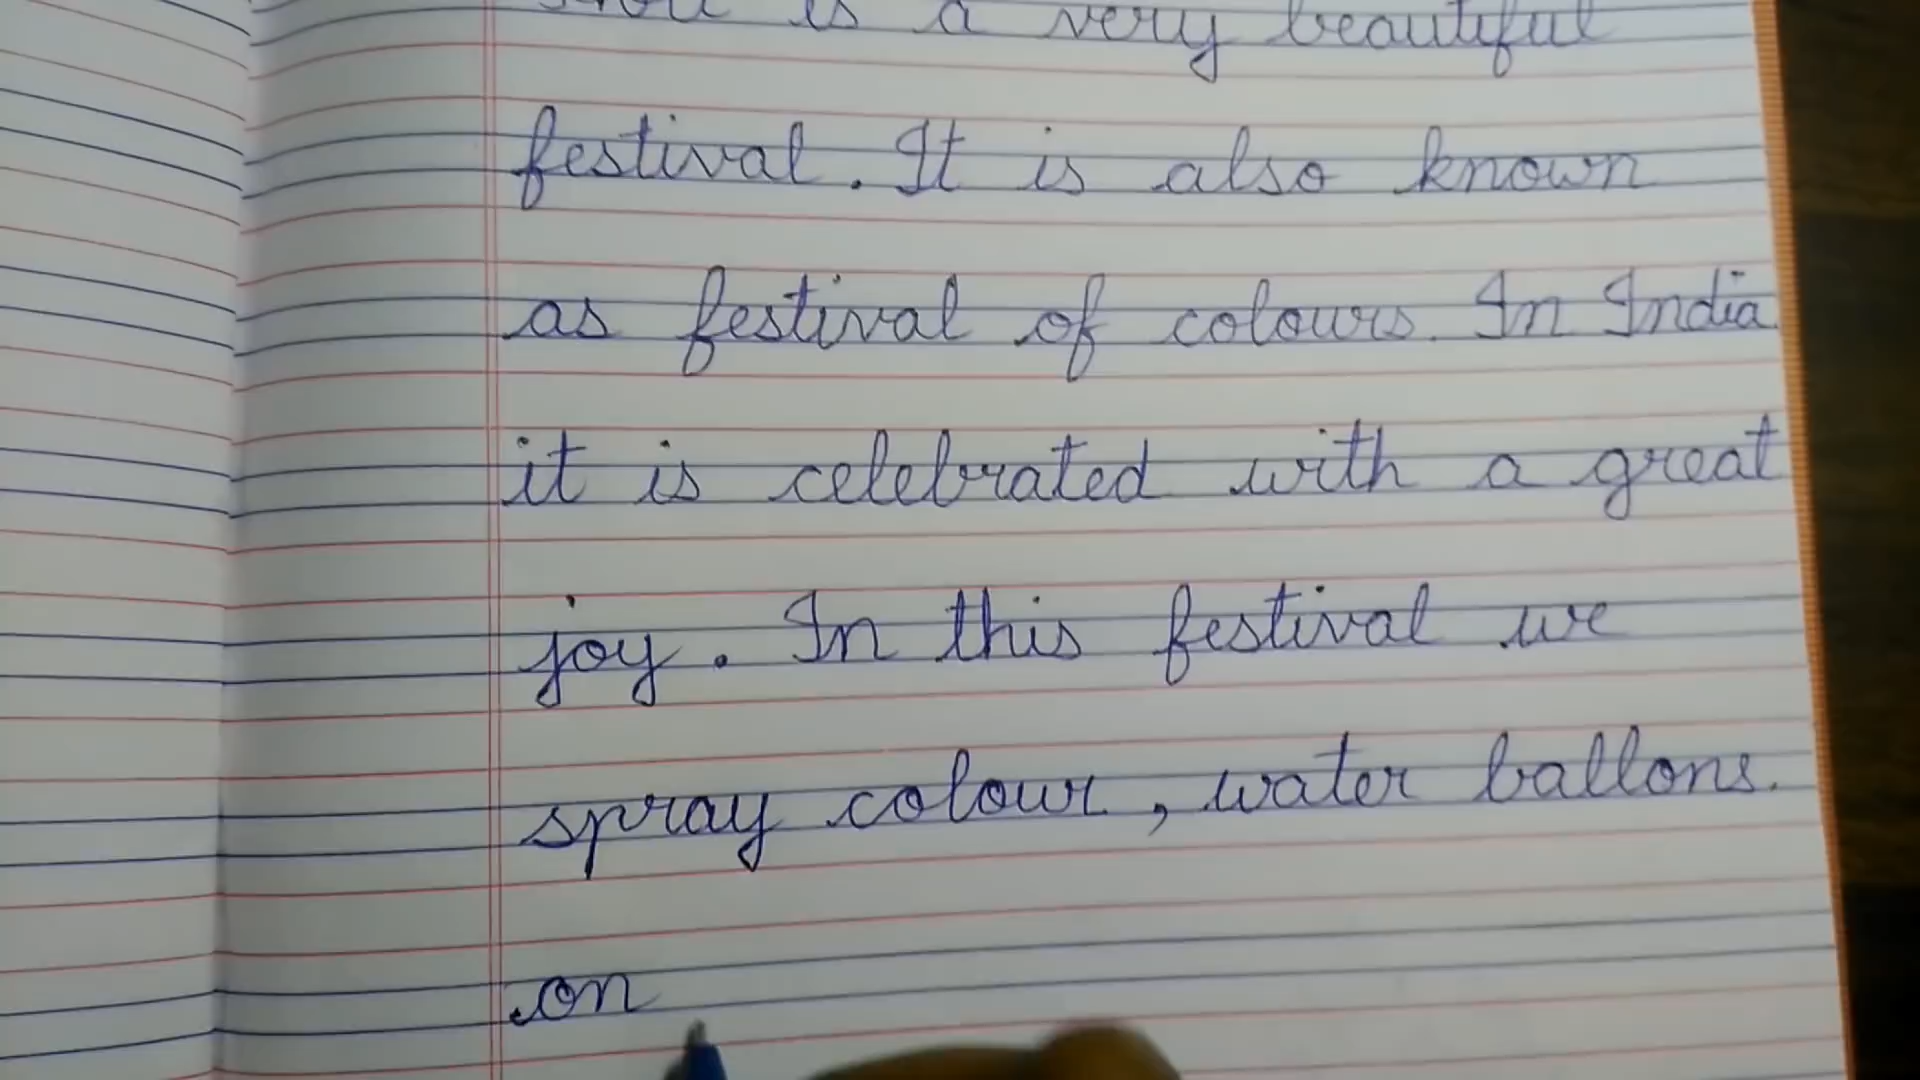 is a very beautiful
festival. It is also known
as festival of colours. In India
it is celebrated with a great
joy. In this festival we
spray colour, water ballons.
on